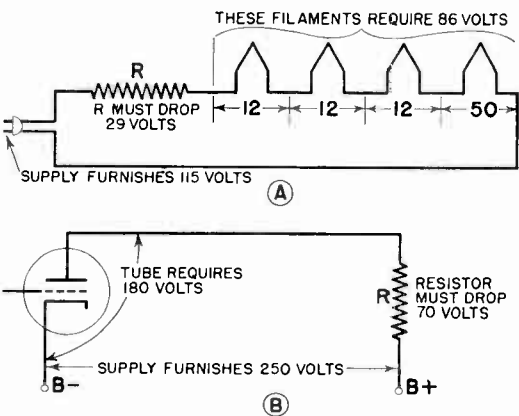 THESE FILAMENTS REQUIRE 86 VOLTS
R
R MUST DROP
29 VOLTS
12 12 12 50
SUPPLY FURNISHES 115 VOLTS
A
TUBE REQUIRES
180 VOLTS
R
RESISTOR
MUST DROP
70 VOLTS
SUPPLY FURNISHES 250 VOLTS
B- B+
B